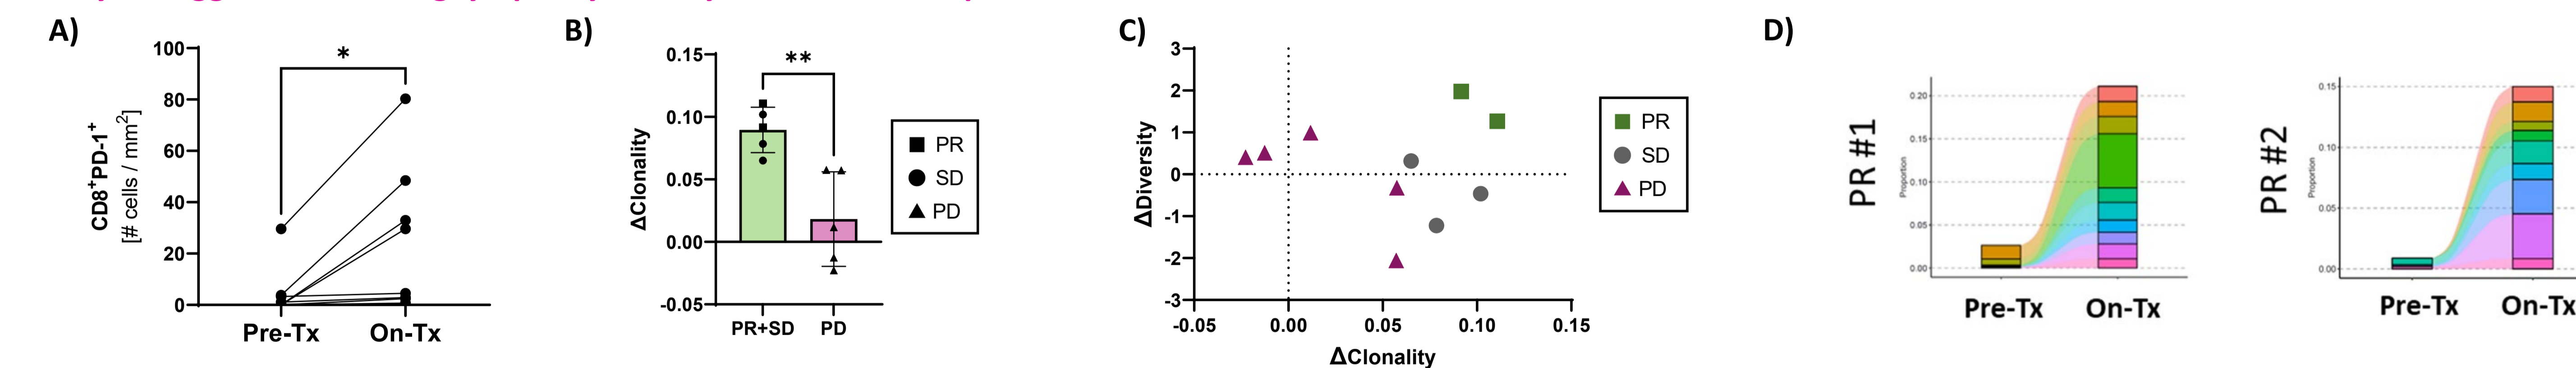 A)
100
80
60
40
20
0
CD8+PD-1+
[# cells / mm²]
*
Pre-Tx
On-Tx
B)
0.15
0.10
0.05
0.00
-0.05
ΔClonality
**
PR+SD
PD
PR
SD
PD
C)
3
2
1
0
-1
-2
-3
ΔDiversity
-0.05
0.00
0.05
0.10
0.15
ΔClonality
PR
SD
PD
D)
PR #1
Proportion
0.20
0.15
0.10
0.05
0.00
Pre-Tx
On-Tx
PR #2
Proportion
0.15
0.10
0.05
0.00
Pre-Tx
On-Tx